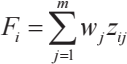 $F_i = \sum_{j=1}^{m} w_j z_{ij}$